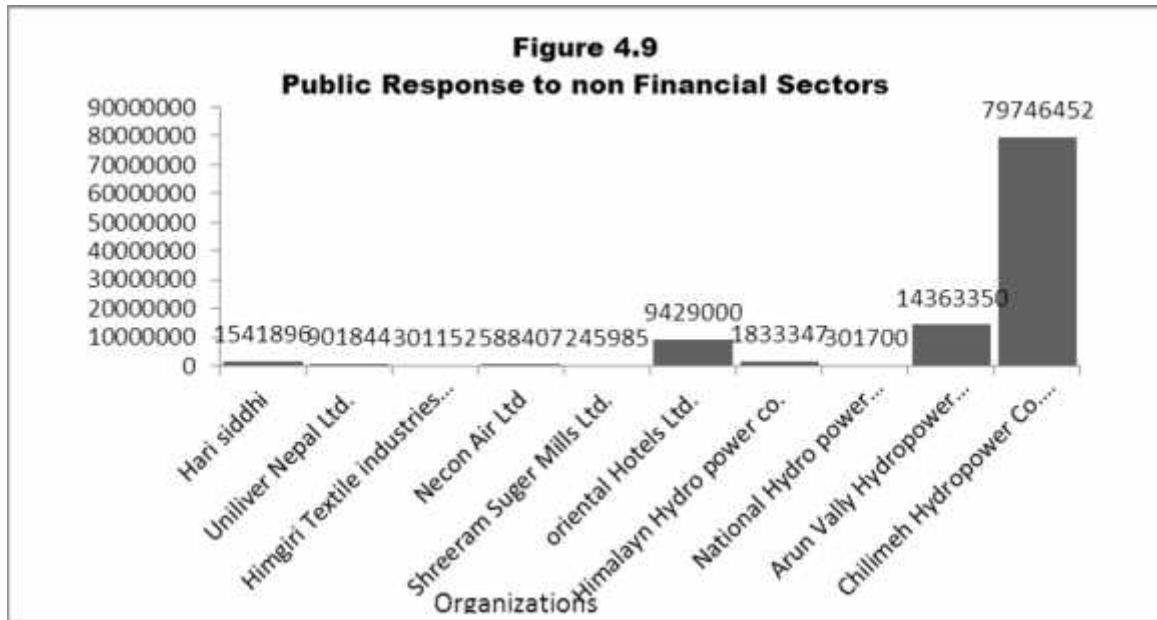 Figure 4.9
Public Response to non Financial Sectors
90000000
80000000
70000000
60000000
50000000
40000000
30000000
20000000
10000000
0
1541896
901844
301152
588407
245985
9429000
1833347
301700
14363350
79746452
Hari siddhi
Uniliver Nepal Ltd.
Himgiri Textile industries...
Necon Air Ltd
Shreeram Suger Mills Ltd.
oriental Hotels Ltd.
Himalayn Hydro power co.
National Hydro power...
Arun Vally Hydropower...
Chilimeh Hydropower Co....
Organizations